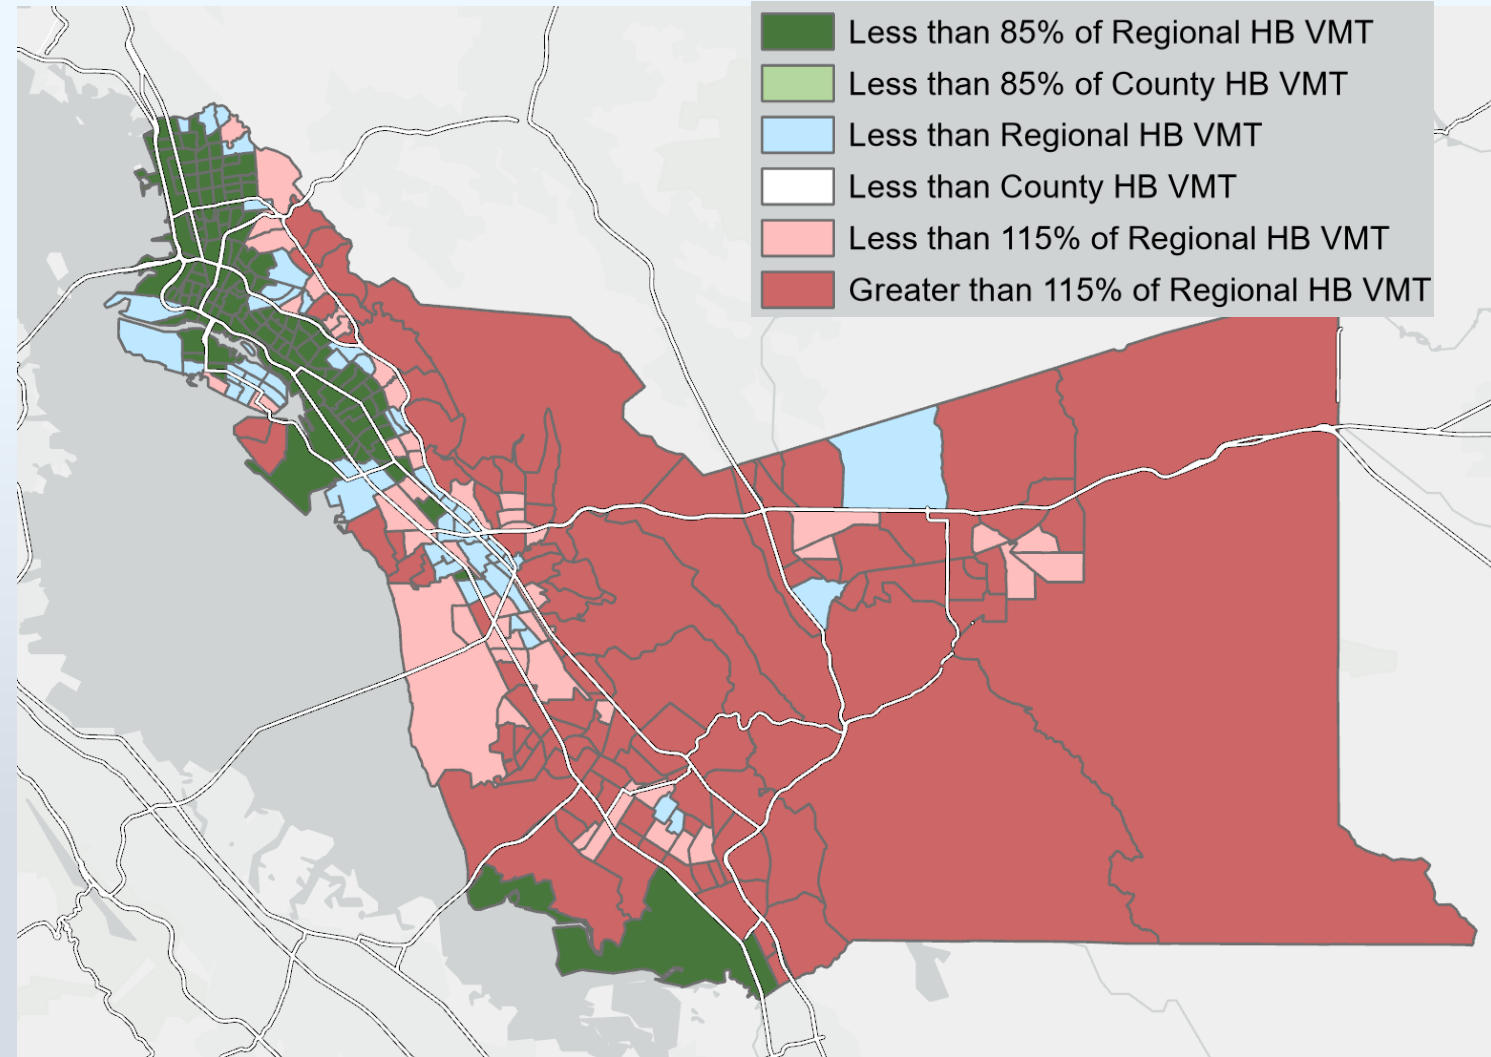 Less than 85% of Regional HB VMT
Less than 85% of County HB VMT
Less than Regional HB VMT
Less than County HB VMT
Less than 115% of Regional HB VMT
Greater than 115% of Regional HB VMT